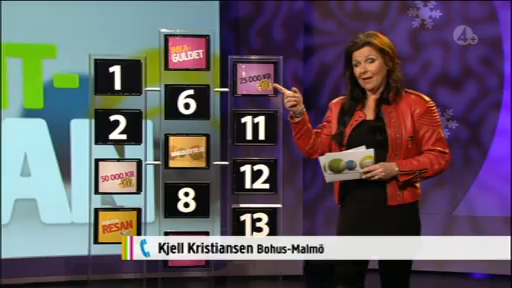 1
2
50 000 KR
RESAN
GULDET
6
8
25 000 KR
11
12
13
4
Kjell Kristiansen Bohus-Malmö